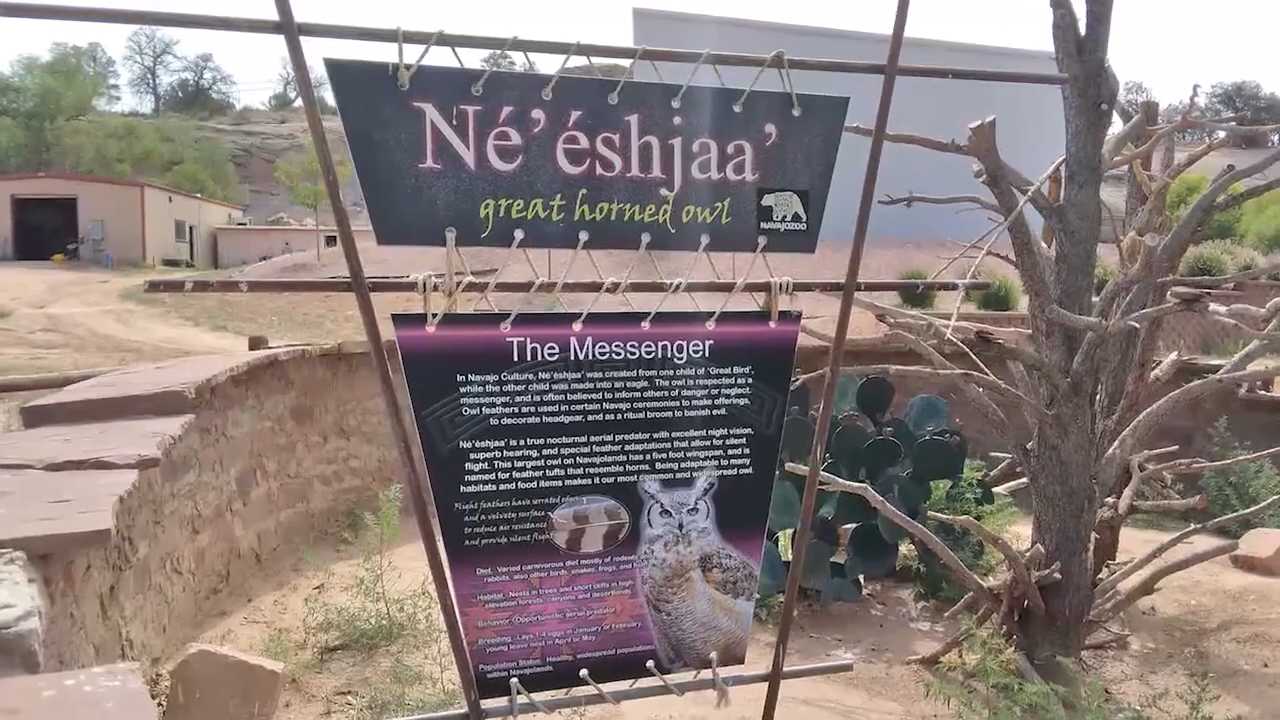 Né'éshjaa'
great horned owl
NAVAJOZOO
The Messenger
In Navajo Culture, Né'éshjaa' was created from one child of 'Great Bird',
while the other child was made into an eagle. The owl is respected as a
messenger, and is often believed to inform others of danger or neglect.
Owl feathers are used in certain Navajo ceremonies to make offerings,
to decorate headgear, and as a ritual broom to banish evil.
Né'éshjaa' is a true nocturnal aerial predator with excellent night vision,
superb hearing, and special feather adaptations that allow for silent
flight. This largest owl on Navajolands has a five foot wingspan, and is
named for feather tufts that resemble horns. Being adaptable to many
habitats and food items makes it our most common and widespread owl.
Flight feathers have serrated edges
and a velvety surface
to reduce air resistance
And provide silent flight
Diet: Varied carnivorous diet mostly of rodents,
rabbits, also other birds, snakes, frogs, and
Habitat: Nests in trees and short cliffs in high-
elevation forests, canyons and desertlands.
Behavior: Opportunistic aerial predator
Breeding - Lays 1-4 eggs in January or February,
young leave nest in April or May.
Population Status: Healthy, widespread populations
within Navajolands.